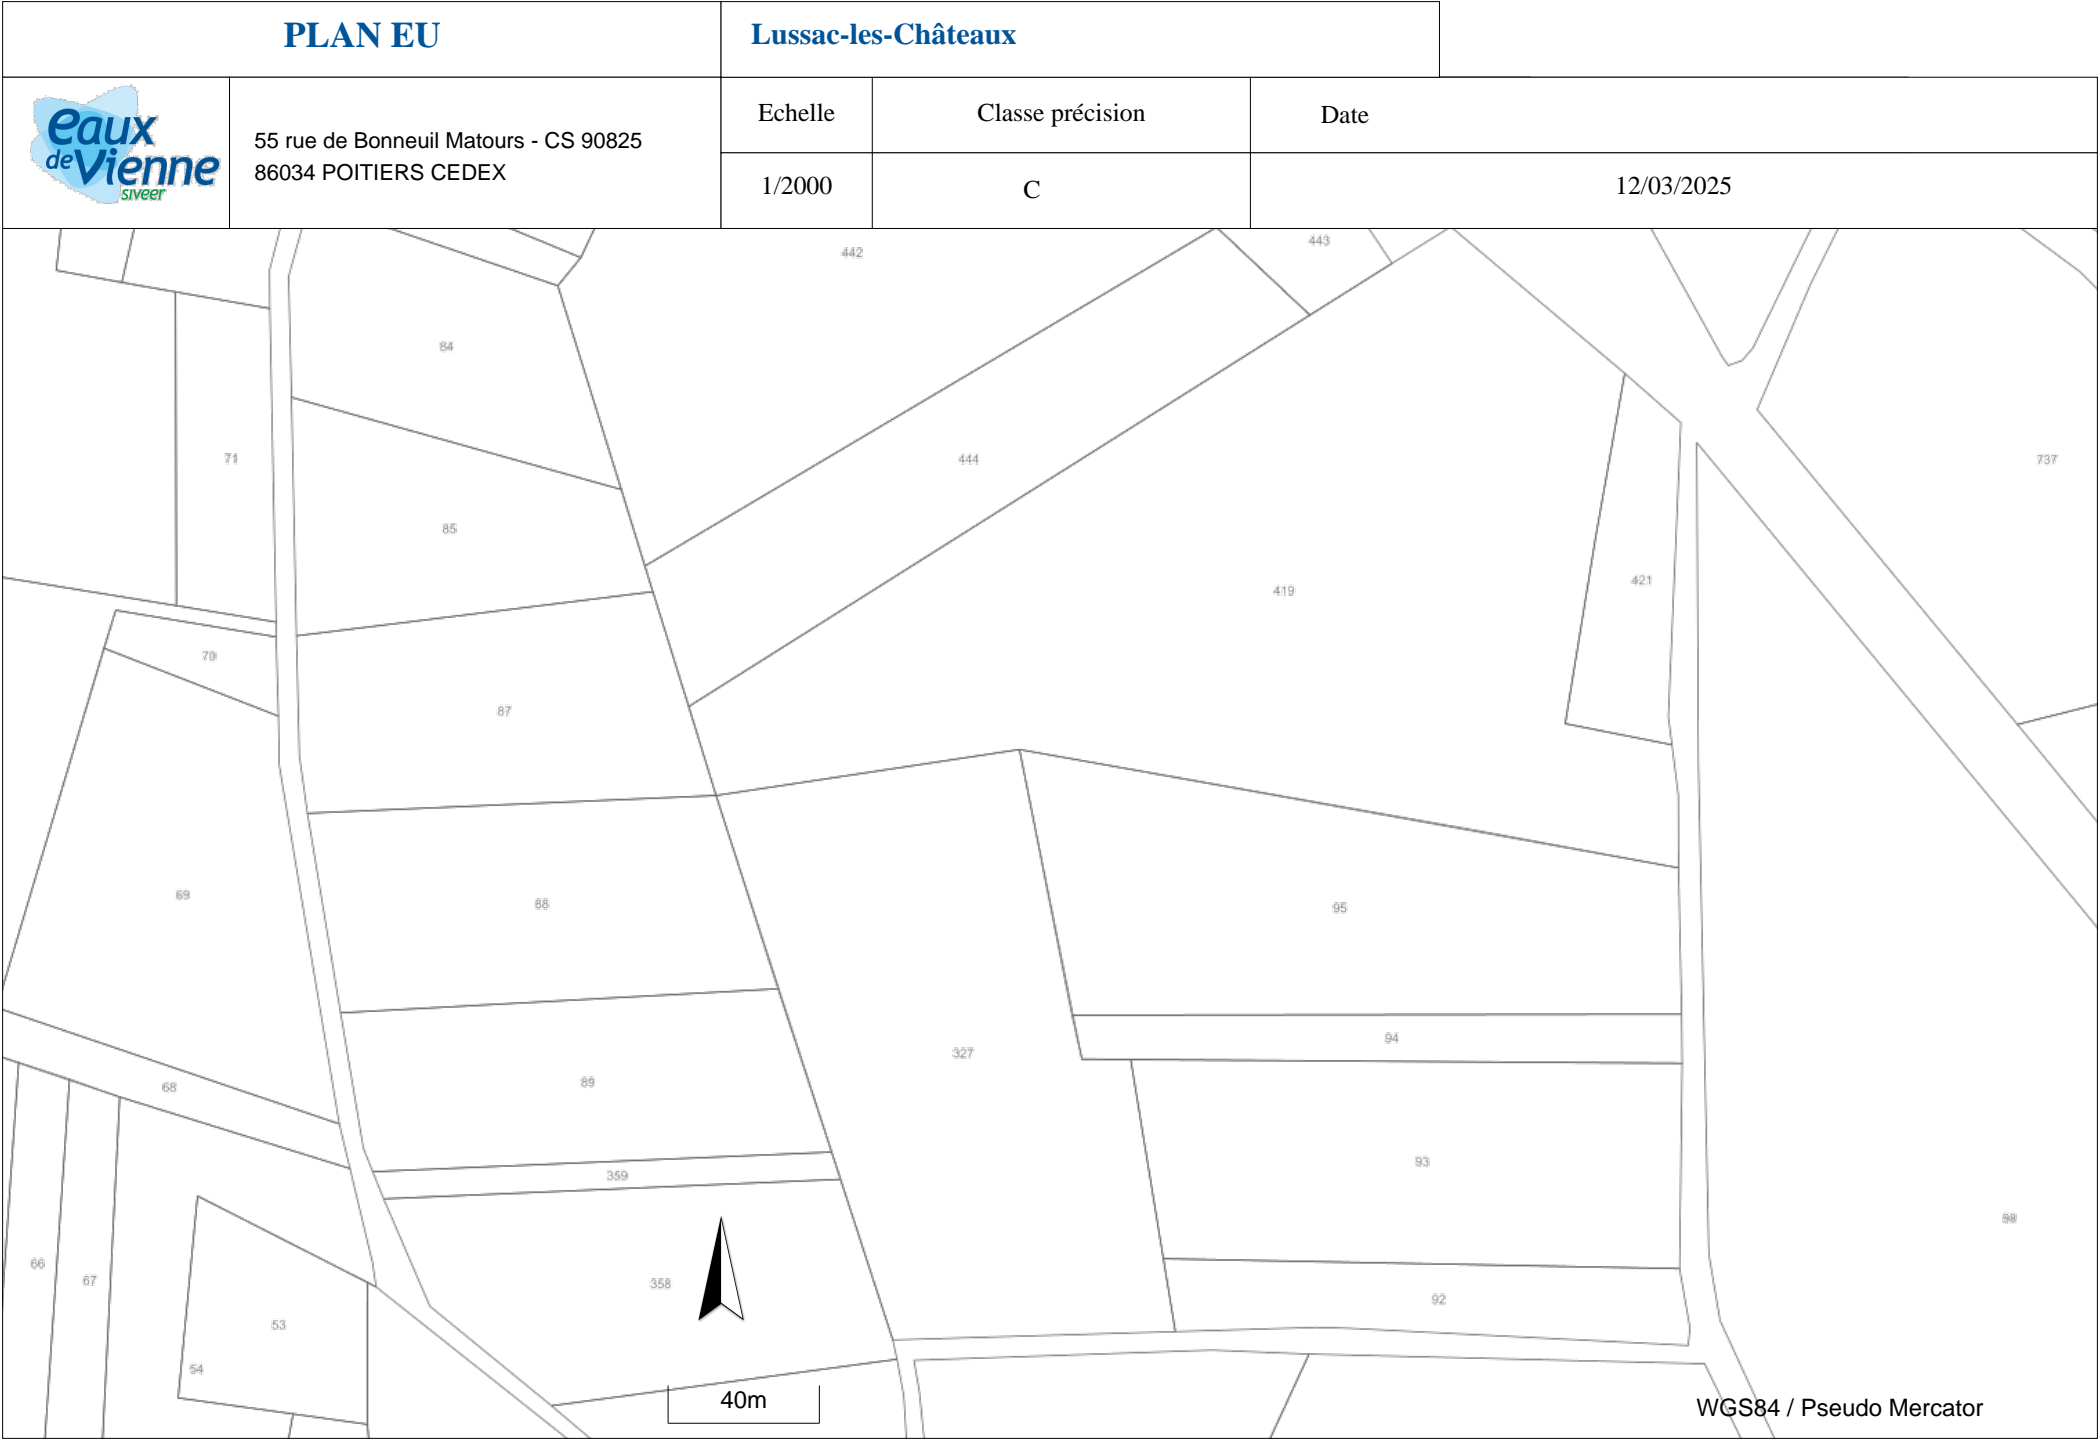 PLAN EU
Lussac-les-Châteaux
eaux
de Vienne
siveer
55 rue de Bonneuil Matours - CS 90825
86034 POITIERS CEDEX
Echelle
Classe précision
Date
1/2000
C
12/03/2025
442
443
84
71
444
737
85
421
419
70
87
69
88
95
327
94
89
68
359
93
98
66
67
358
92
53
54
40m
WGS84 / Pseudo Mercator